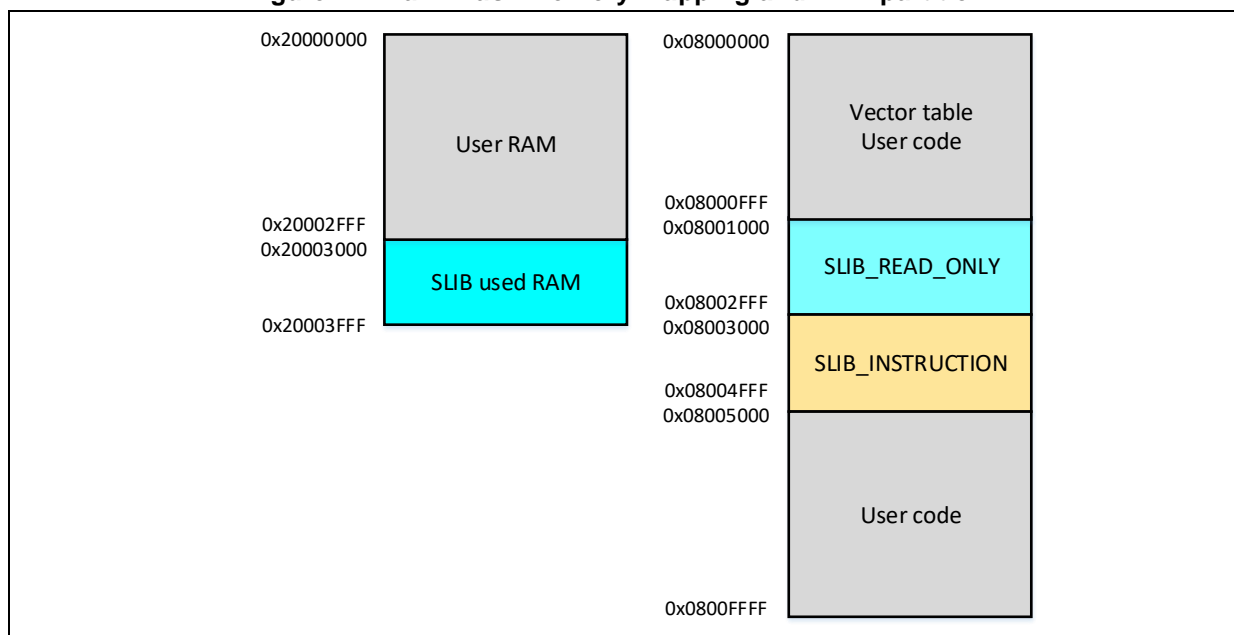 0x20000000
User RAM
0x20002FFF
0x20003000
SLIB used RAM
0x20003FFF
0x08000000
Vector table
User code
0x08000FFF
0x08001000
SLIB_READ_ONLY
0x08002FFF
0x08003000
SLIB_INSTRUCTION
0x08004FFF
0x08005000
User code
0x0800FFFF